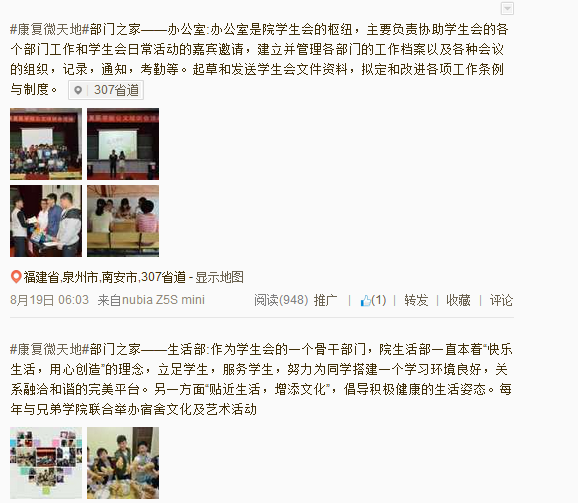 #康复微天地#部门之家——办公室:办公室是院学生会的枢纽，主要负责协助学生会的各
个部门工作和学生会日常活动的嘉宾邀请，建立并管理各部门的工作档案以及各种会议
的组织，记录，通知，考勤等。起草和发送学生会文件资料，拟定和改进各项工作条例
与制度。 307省道
福建省,泉州市,南安市,307省道 - 显示地图
8月19日 06:03 来自nubia Z5S mini 阅读(948) 推广 | (1) | 转发 | 收藏 | 评论
#康复微天地#部门之家——生活部:作为学生会的一个骨干部门，院生活部一直本着“快乐
生活，用心创造”的理念，立足学生，服务学生，努力为同学搭建一个学习环境良好，关
系融洽和谐的完美平台。另一方面“贴近生活，增添文化”，倡导积极健康的生活姿态。每
年与兄弟学院联合举办宿舍文化及艺术活动